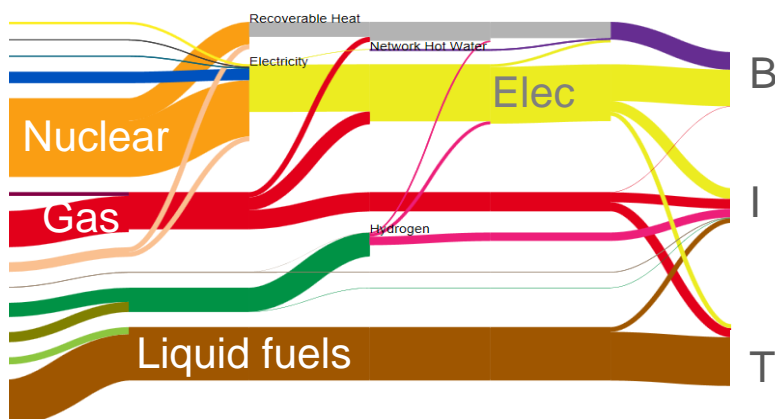 Recoverable Heat
Network Hot Water
Electricity
B
Elec
Nuclear
I
Gas
Hydrogen
Liquid fuels
T